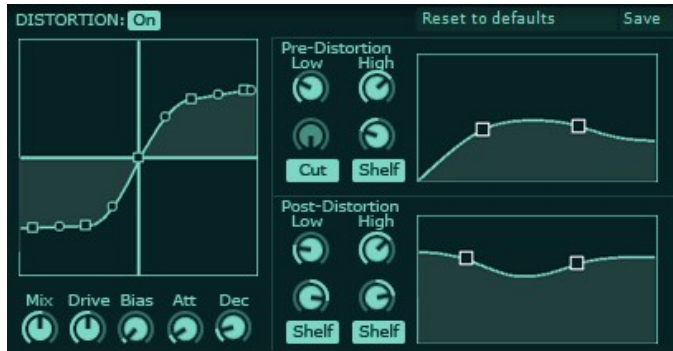 DISTORTION: On
Reset to defaults Save
Pre-Distortion
Low High
Cut Shelf
Post-Distortion
Low High
Shelf Shelf
Mix Drive Bias Att Dec